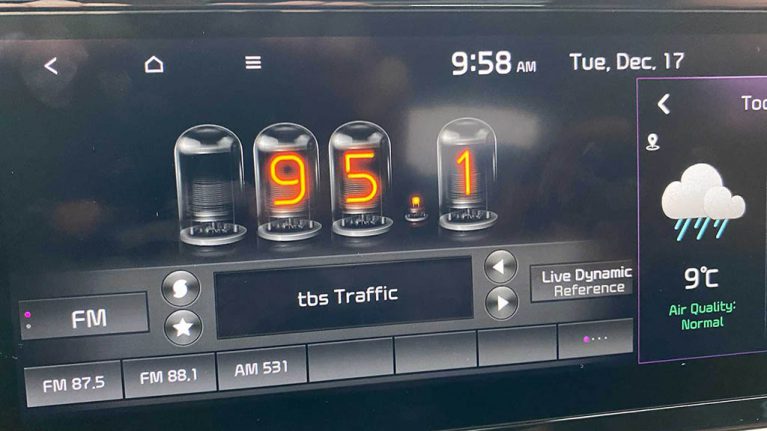 9:58 AM
Tue, Dec, 17
95.1
tbs Traffic
Live Dynamic
Reference
FM
FM 87.5
FM 88.1
AM 531
9℃
Air Quality:
Normal